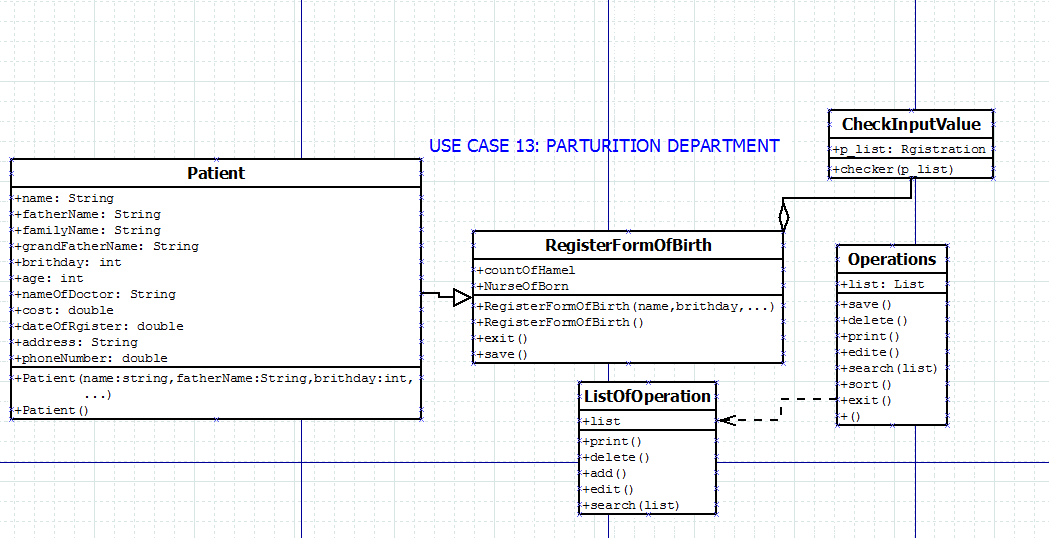 USE CASE 13: PARTURITION DEPARTMENT
Patient
+name: String
+fatherName: String
+familyName: String
+grandFatherName: String
+brithday: int
+age: int
+nameOfDoctor: String
+cost: double
+dateOfRgister: double
+address: String
+phoneNumber: double
+Patient(name:string,fatherName:String,brithday:int,
...)
+Patient()
RegisterFormOfBirth
+countOfHamel
+NurseOfBorn
+RegisterFormOfBirth(name,brithday,...)
+RegisterFormOfBirth()
+exit()
+save()
CheckInputValue
+p_list: Rgistration
+checker(p_list)
Operations
+list: List
+save()
+delete()
+print()
+edite()
+search(list)
+sort()
+exit()
+()
ListOfOperation
+list
+print()
+delete()
+add()
+edit()
+search(list)